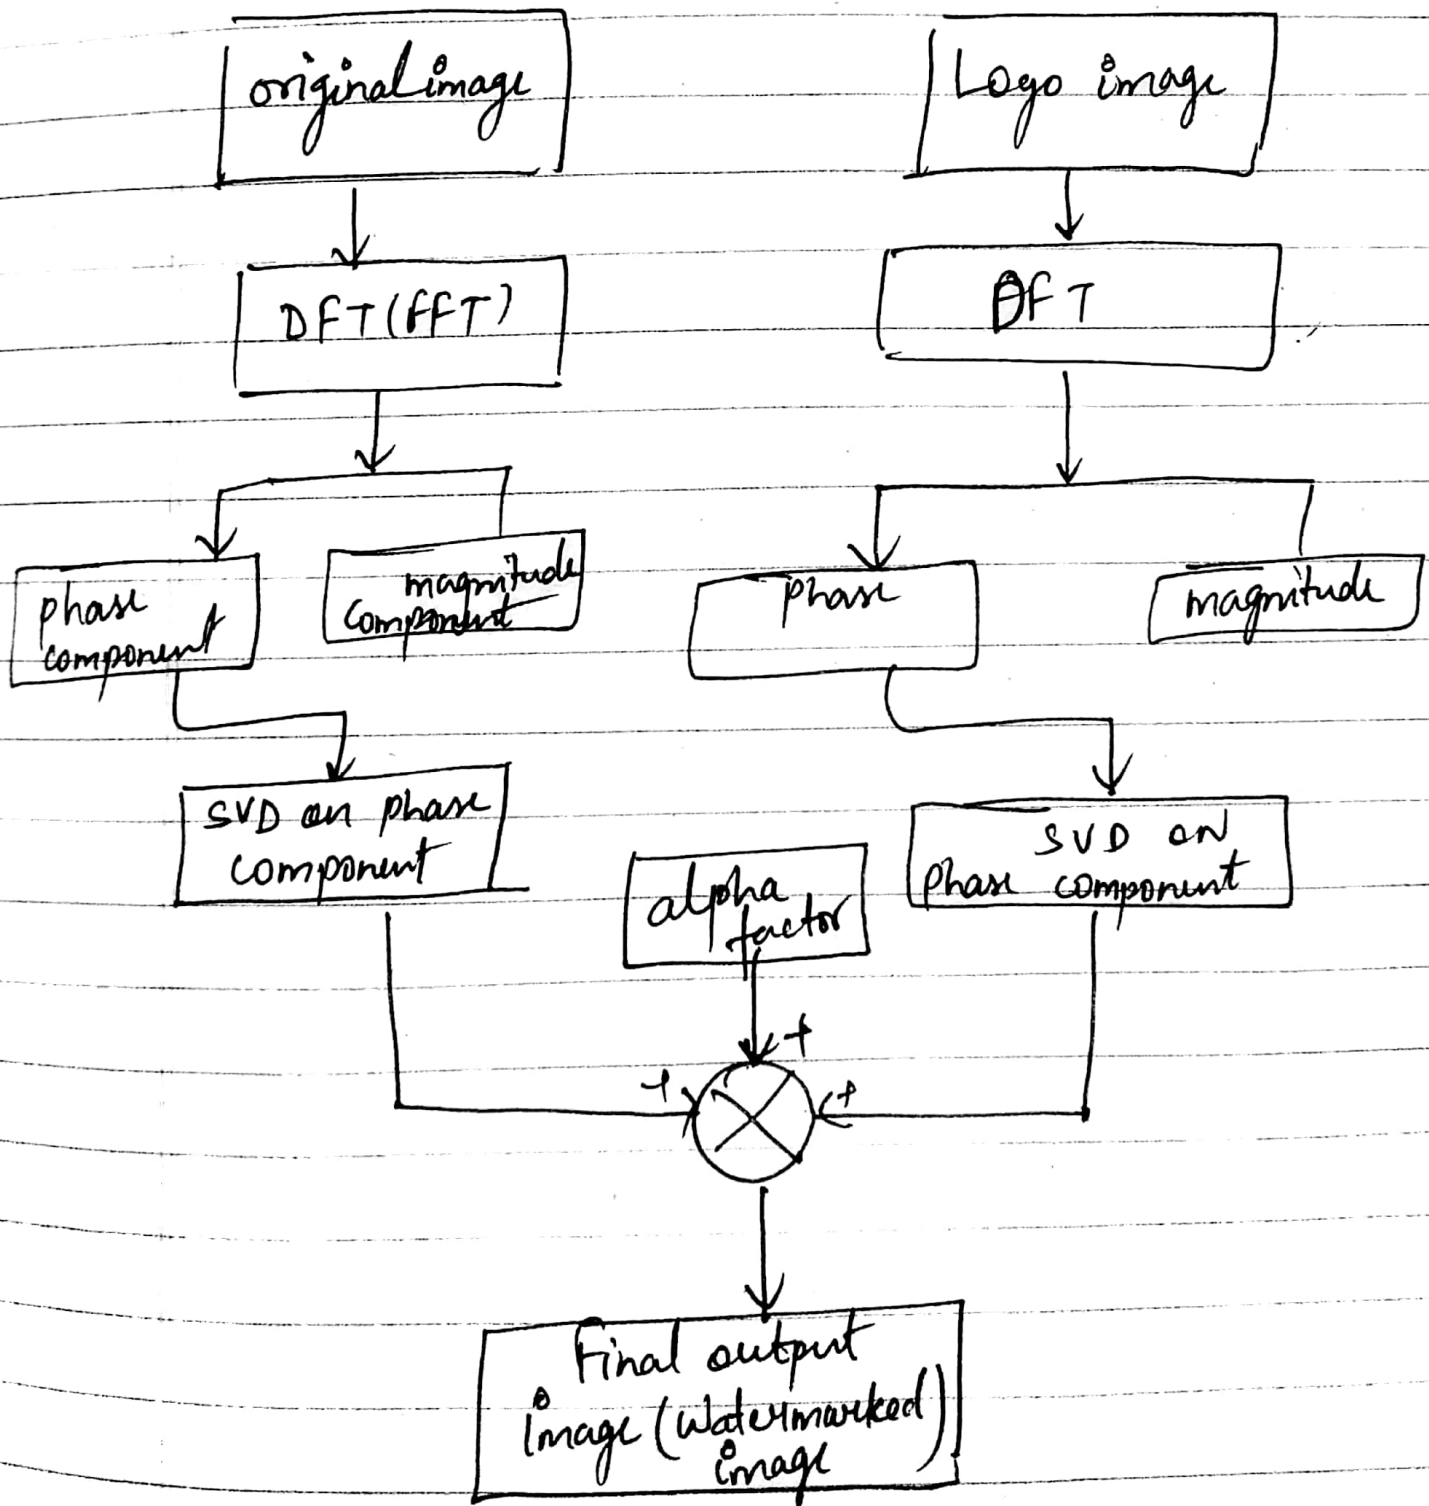 original image
Logo image
DFT (FFT)
DFT
phase
component
magnitude
component
phase
magnitude
SVD on phase
component
alpha
factor
SVD ON
phase component
+
+
+
Final output
image (watermarked)
image